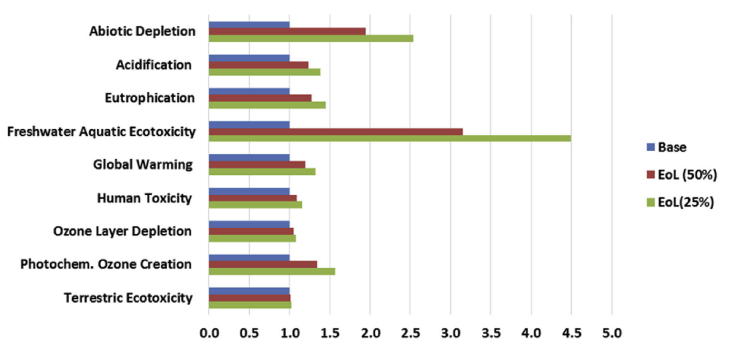 Abiotic Depletion
Acidification
Eutrophication
Freshwater Aquatic Ecotoxicity
Global Warming
Human Toxicity
Ozone Layer Depletion
Photochem. Ozone Creation
Terrestric Ecotoxicity
0.0 0.5 1.0 1.5 2.0 2.5 3.0 3.5 4.0 4.5 5.0
Base
EoL (50%)
EoL(25%)